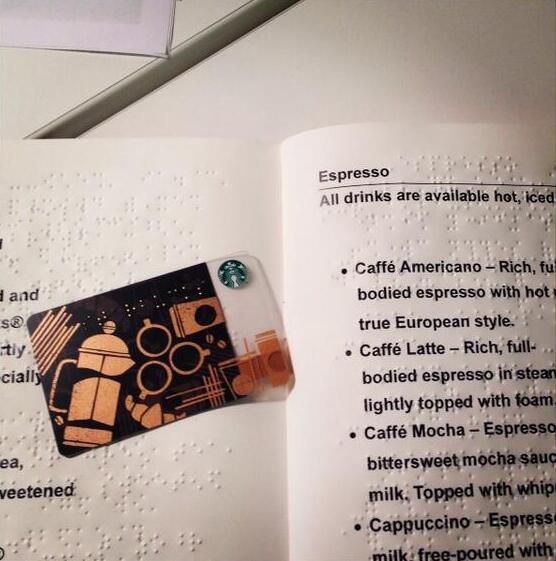 d and
s®
rtly
cially
ea,
weetened
Espresso
All drinks are available hot, iced
• Caffé Americano – Rich, ful
bodied espresso with hot
true European style.
• Caffé Latte – Rich, full-
bodied espresso in stean
lightly topped with foam.
• Caffé Mocha – Espresso
bittersweet mocha sauc
milk. Topped with whip
• Cappuccino – Espress
milk, free-poured with